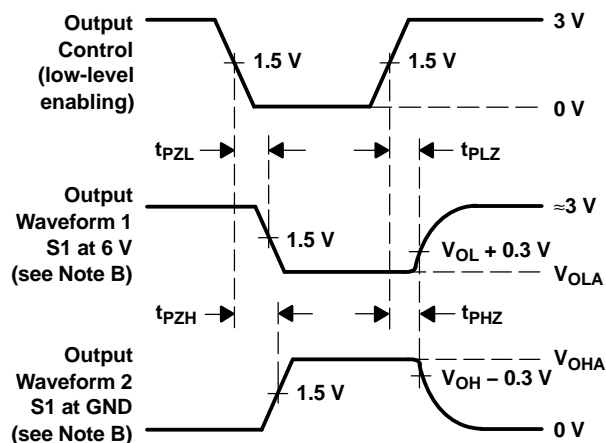 Output
Control
(low-level
enabling)
1.5 V
1.5 V
3 V
0 V
tPZL
tPLZ
Output
Waveform 1
S1 at 6 V
(see Note B)
1.5 V
≈3 V
VOL + 0.3 V
VOLA
tPZH
tPHZ
Output
Waveform 2
S1 at GND
(see Note B)
1.5 V
VOHA
VOH – 0.3 V
0 V